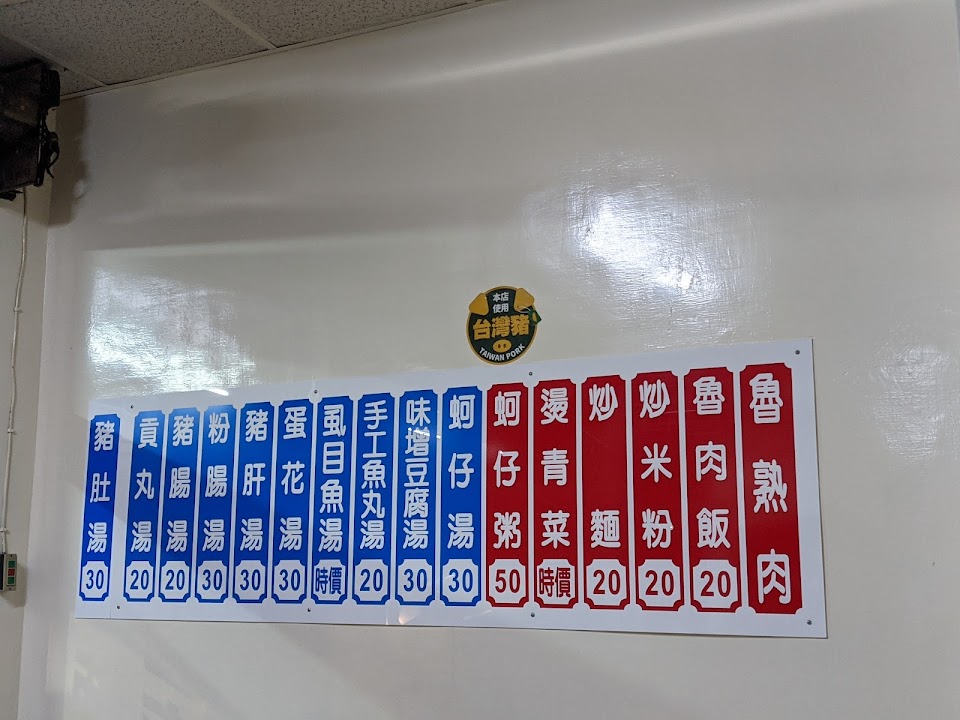 本店
使用
台灣豬
TAIWAN PORK
魯熟肉
魯肉飯 20
炒米粉 20
炒麵 20
燙青菜 時價
蚵仔粥 50
蚵仔湯 30
味增豆腐湯 30
手工魚丸湯 20
虱目魚湯 時價
蛋花湯 30
豬肝湯 30
粉腸湯 30
豬腸湯 20
貢丸湯 20
豬肚湯 30